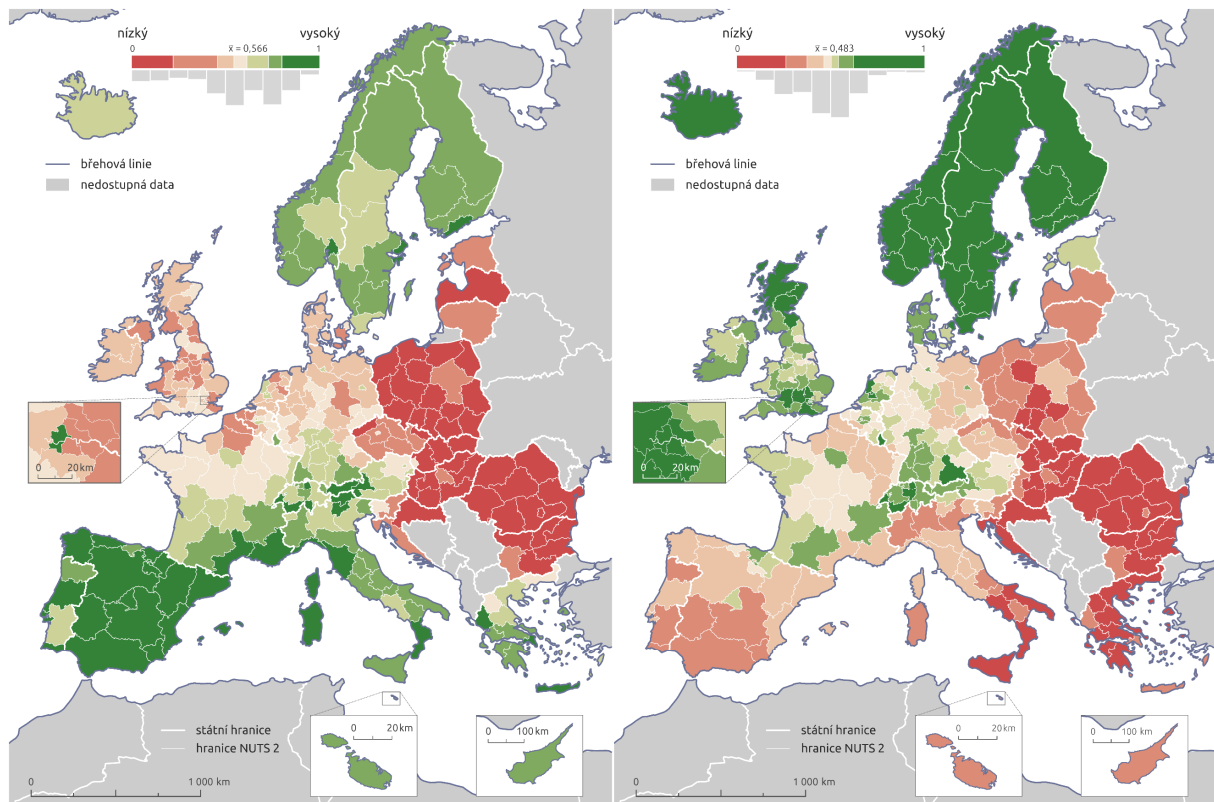 nízký vysoký
0 x̄ = 0,566 1
břehová linie
nedostupná data
0 20 km
státní hranice
hranice NUTS 2
0 1 000 km
0 20 km
0 100 km
nízký vysoký
0 x̄ = 0,483 1
břehová linie
nedostupná data
0 20 km
státní hranice
hranice NUTS 2
0 1 000 km
0 20 km
0 100 km